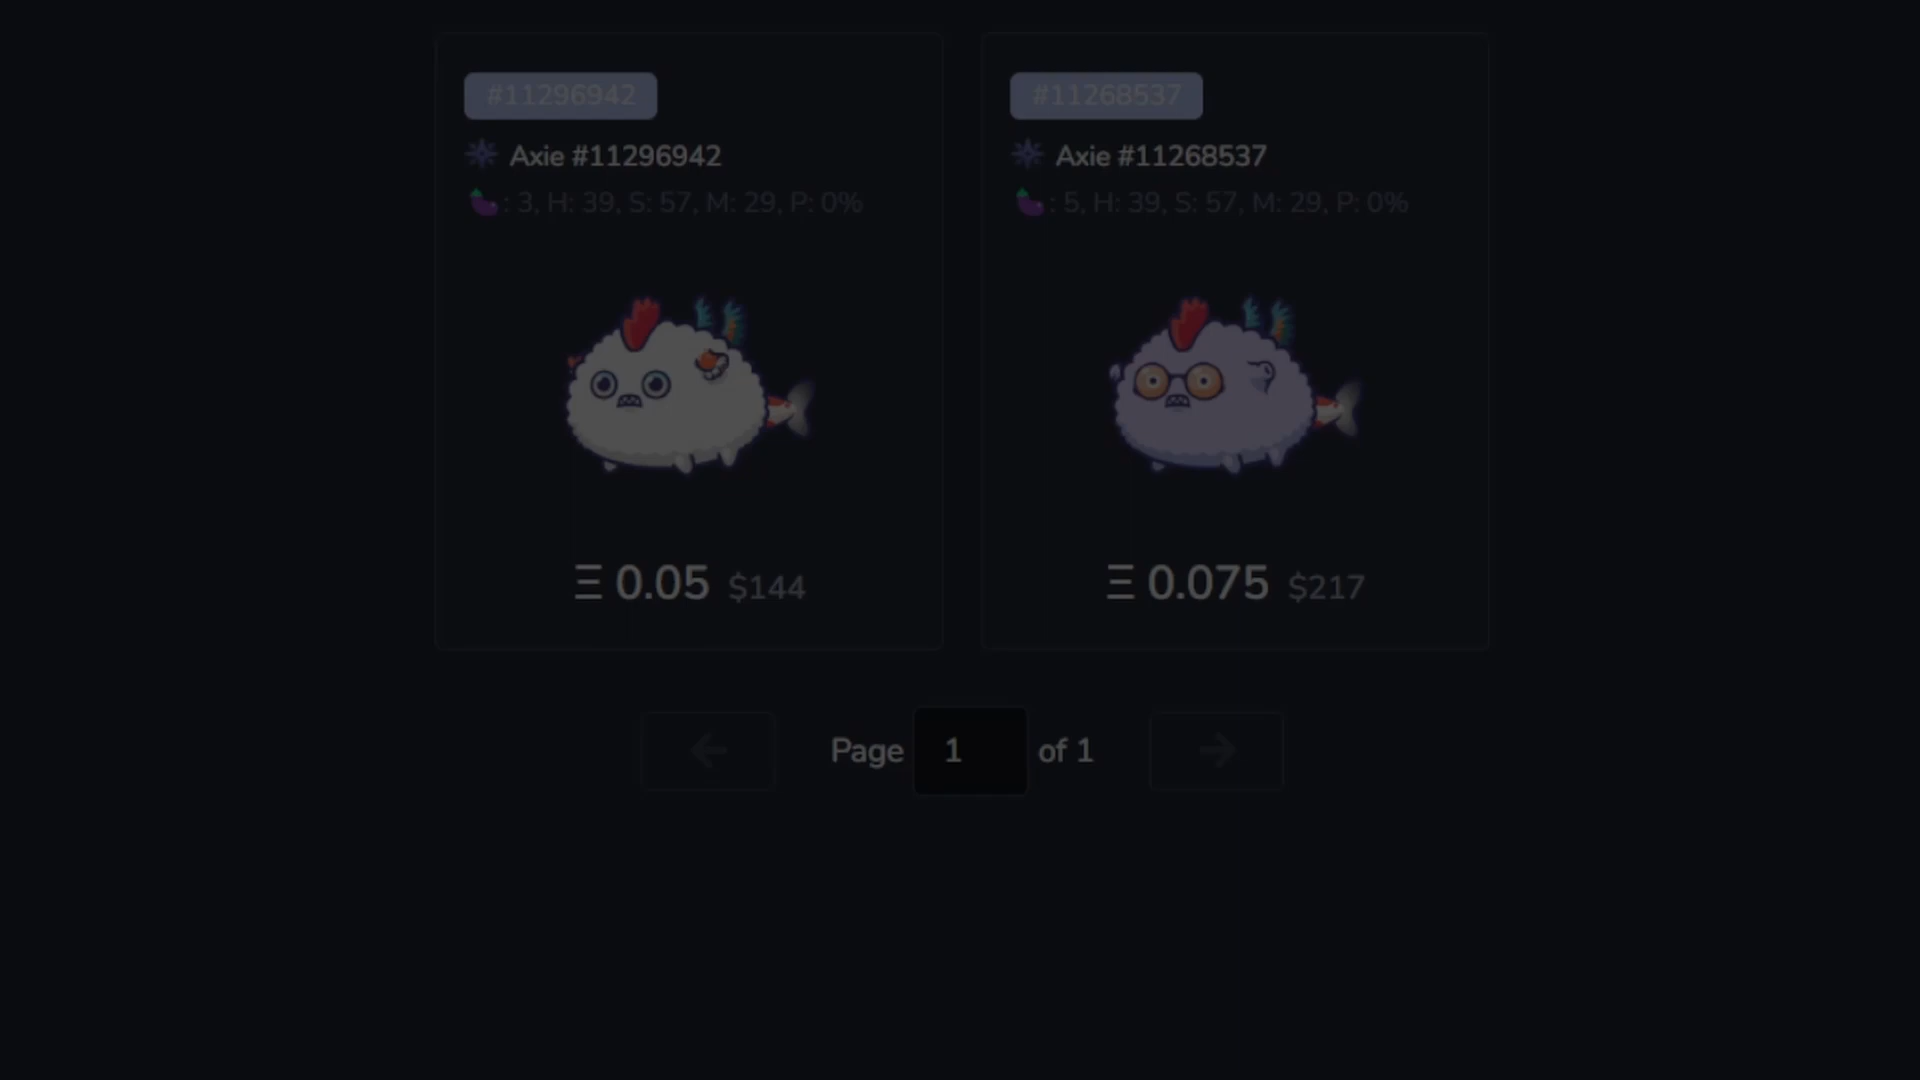 #11296942
Axie #11296942
: 3, H: 39, S: 57, M: 29, P: 0%
Ξ 0.05 $144
#11268537
Axie #11268537
: 5, H: 39, S: 57, M: 29, P: 0%
Ξ 0.075 $217
Page 1 of 1